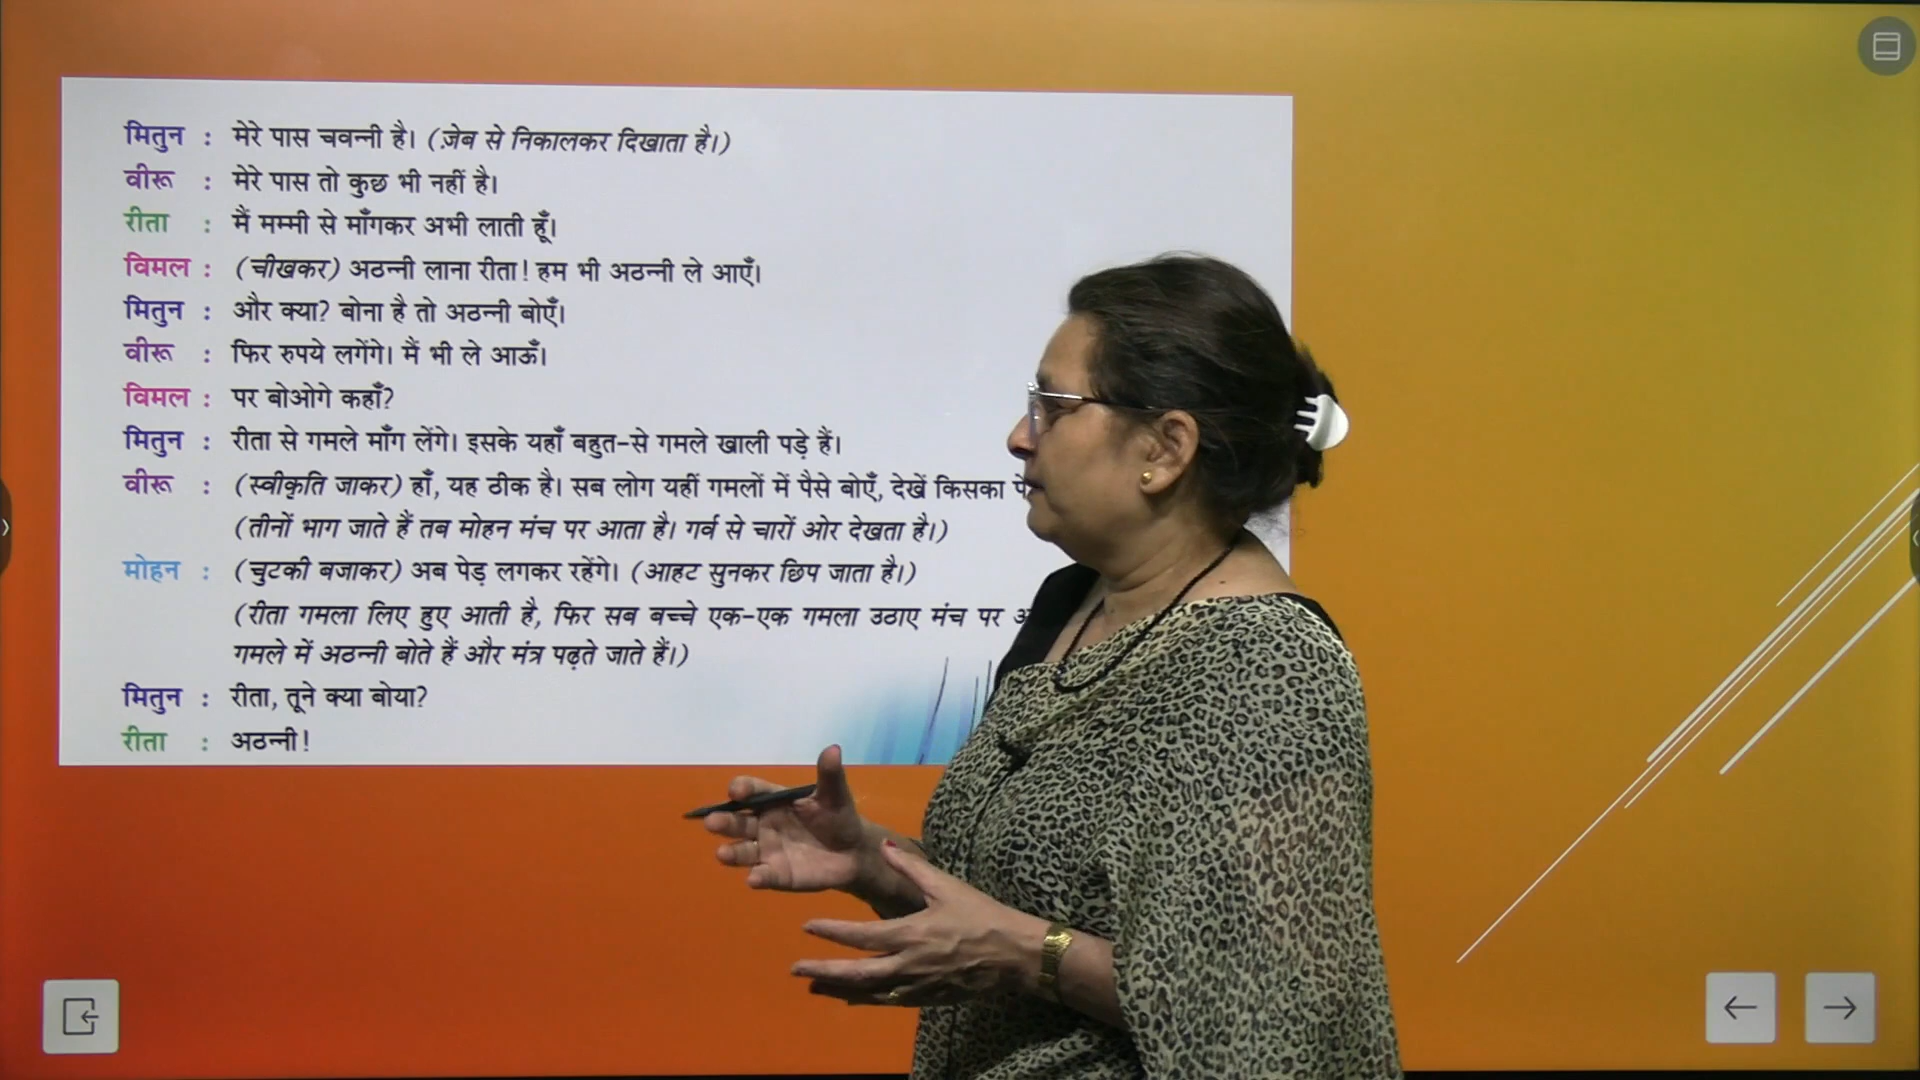 मितुन : मेरे पास चवन्नी है। (ज़ेब से निकालकर दिखाता है।)
वीरू : मेरे पास तो कुछ भी नहीं है।
रीता : मैं मम्मी से माँगकर अभी लाती हूँ।
विमल : (चीखकर) अठन्नी लाना रीता! हम भी अठन्नी ले आएँ।
मितुन : और क्या? बोना है तो अठन्नी बोएँ।
वीरू : फिर रुपये लगेंगे। मैं भी ले आऊँ।
विमल : पर बोओगे कहाँ?
मितुन : रीता से गमले माँग लेंगे। इसके यहाँ बहुत-से गमले खाली पड़े हैं।
वीरू : (स्वीकृति जाकर) हाँ, यह ठीक है। सब लोग यहीं गमलों में पैसे बोएँ, देखें किसका
(तीनों भाग जाते हैं तब मोहन मंच पर आता है। गर्व से चारों ओर देखता है।)
मोहन : (चुटकी बजाकर) अब पेड़ लगकर रहेंगे। (आहट सुनकर छिप जाता है।)
(रीता गमला लिए हुए आती है, फिर सब बच्चे एक-एक गमला उठाए मंच पर
गमले में अठन्नी बोते हैं और मंत्र पढ़ते जाते हैं।)
मितुन : रीता, तूने क्या बोया?
रीता : अठन्नी!